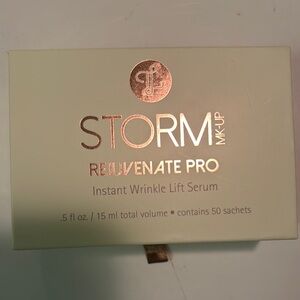 STORM MK-UP
REJUVENATE PRO
Instant Wrinkle Lift Serum
.5 fl oz. / 15 ml total volume • contains 50 sachets